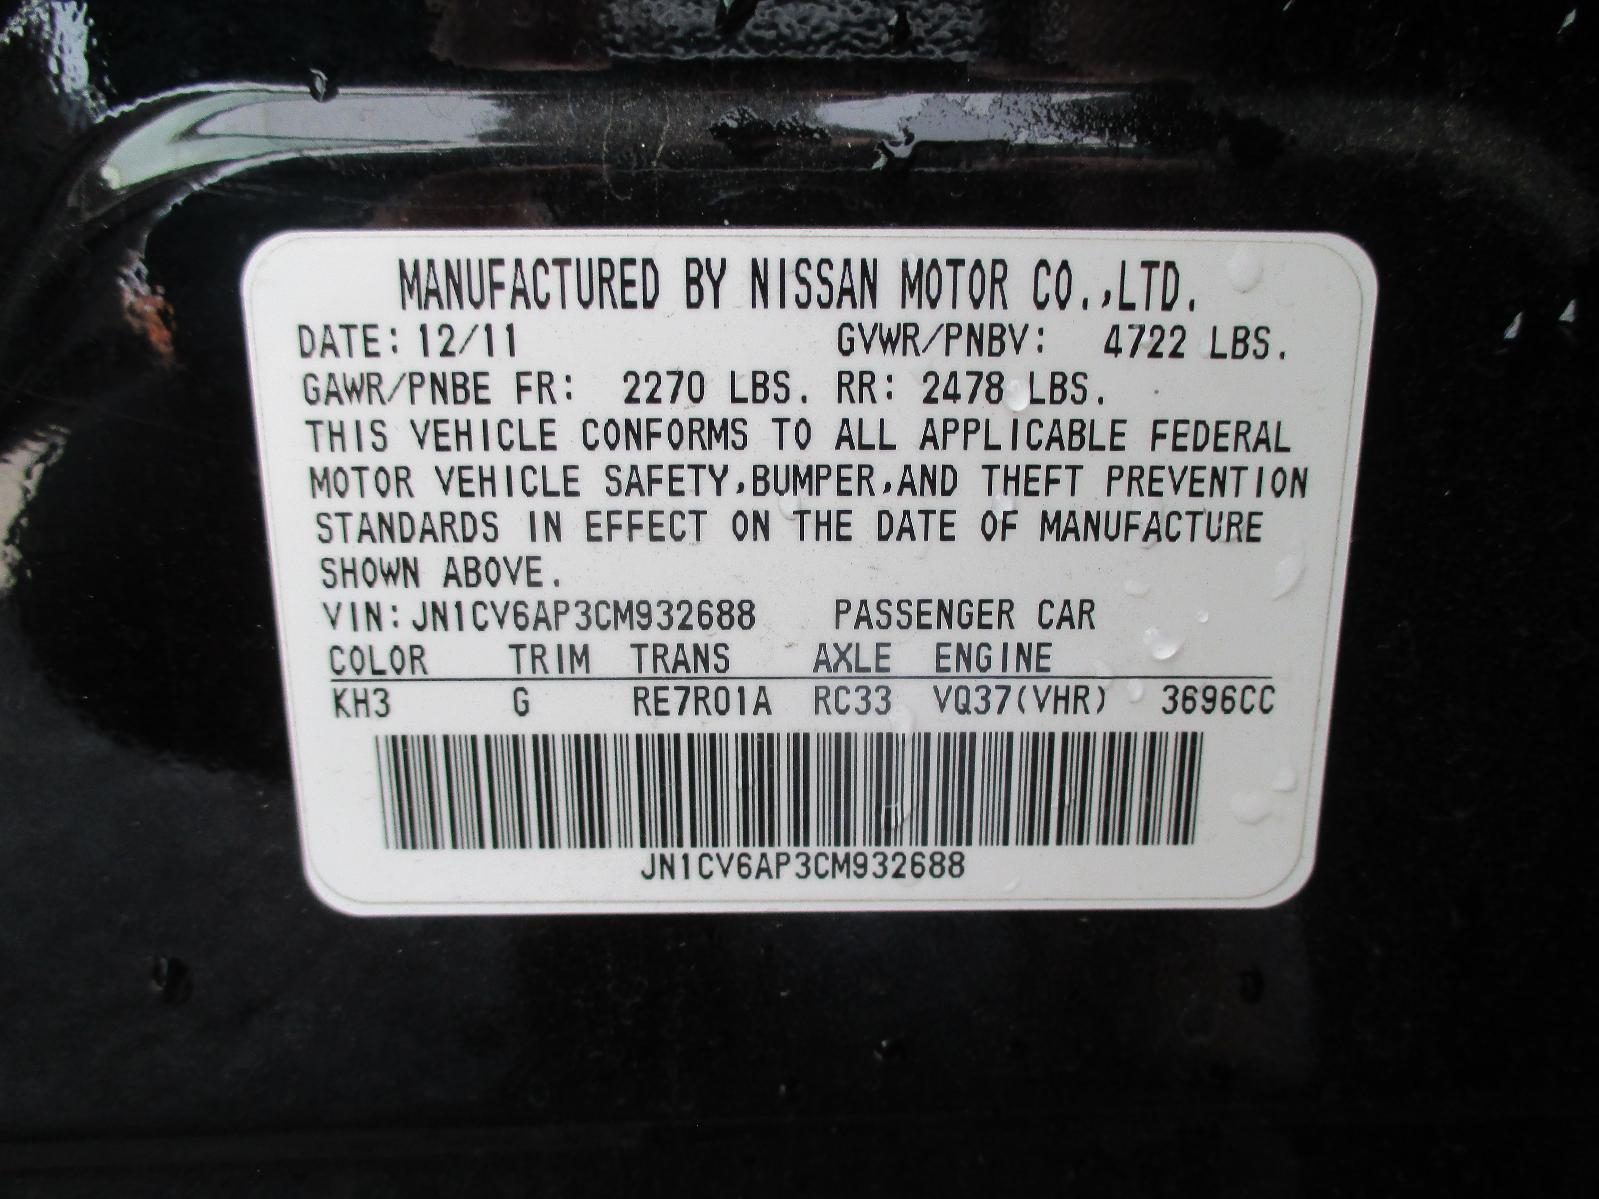 MANUFACTURED BY NISSAN MOTOR CO.,LTD.
DATE: 12/11 GVWR/PNBV: 4722 LBS.
GAWR/PNBE FR: 2270 LBS. RR: 2478 LBS.
THIS VEHICLE CONFORMS TO ALL APPLICABLE FEDERAL
MOTOR VEHICLE SAFETY,BUMPER,AND THEFT PREVENTION
STANDARDS IN EFFECT ON THE DATE OF MANUFACTURE
SHOWN ABOVE.
VIN:JN1CV6AP3CM932688 PASSENGER CAR
COLOR TRIM TRANS AXLE ENGINE
KH3 G RE7R01A RC33 VQ37(VHR) 3696CC
JN1CV6AP3CM932688